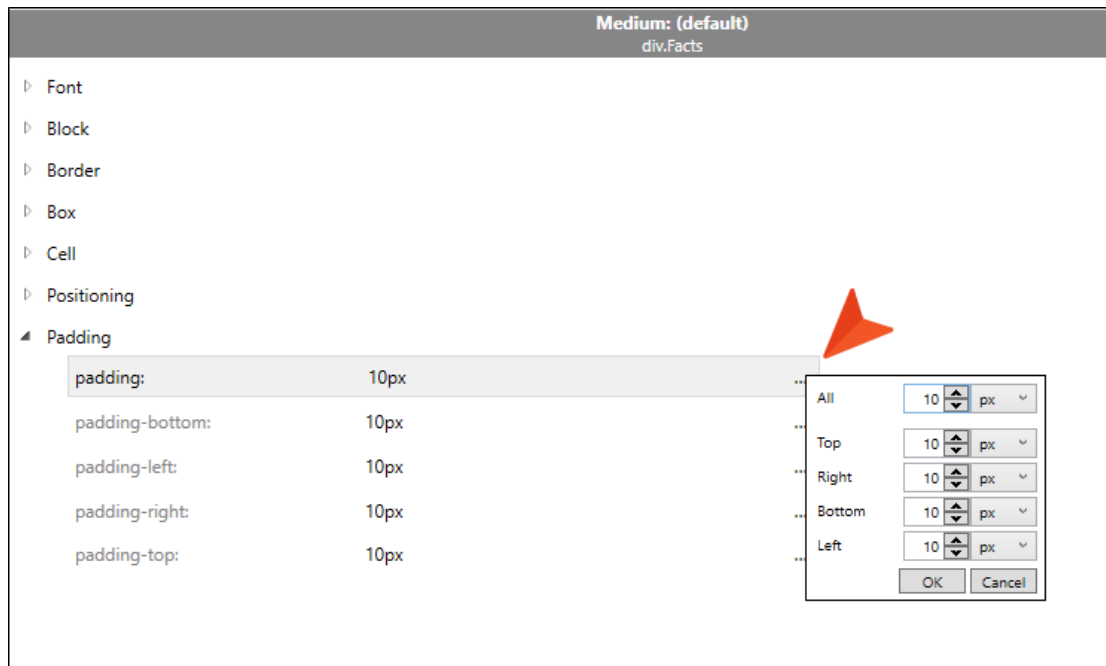 Medium: (default)
div.Facts
Font
Block
Border
Box
Cell
Positioning
Padding
padding: 10px ...
padding-bottom: 10px ...
padding-left: 10px ...
padding-right: 10px ...
padding-top: 10px ...
All 10 px
Top 10 px
Right 10 px
Bottom 10 px
Left 10 px
OK Cancel